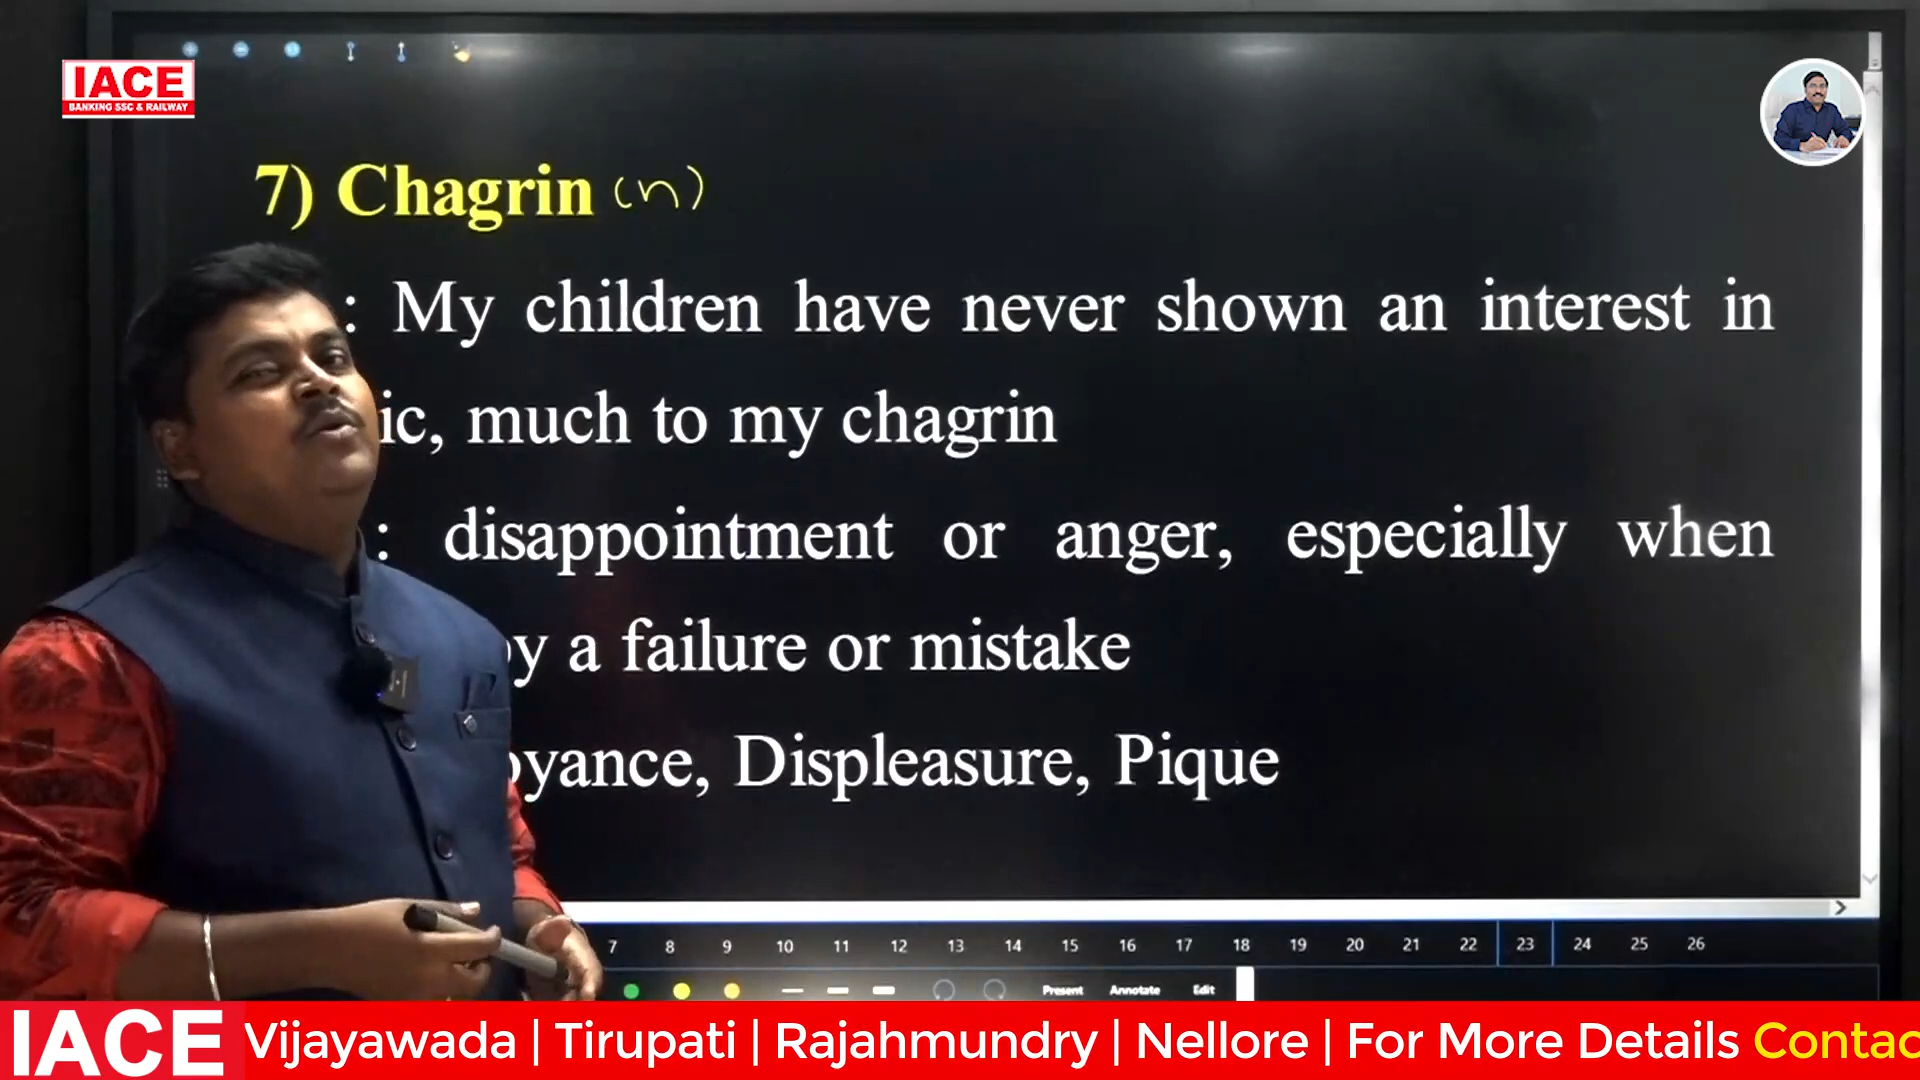 IACE
BANKING SSC & RAILWAY
7) Chagrin (n)
: My children have never shown an interest in
ic, much to my chagrin
: disappointment or anger, especially when
by a failure or mistake
oyance, Displeasure, Pique
7 8 9 10 11 12 13 14 15 16 17 18 19 20 21 22 23 24 25 26
Present Annotate Edit
IACE Vijayawada | Tirupati | Rajahmundry | Nellore | For More Details Contac